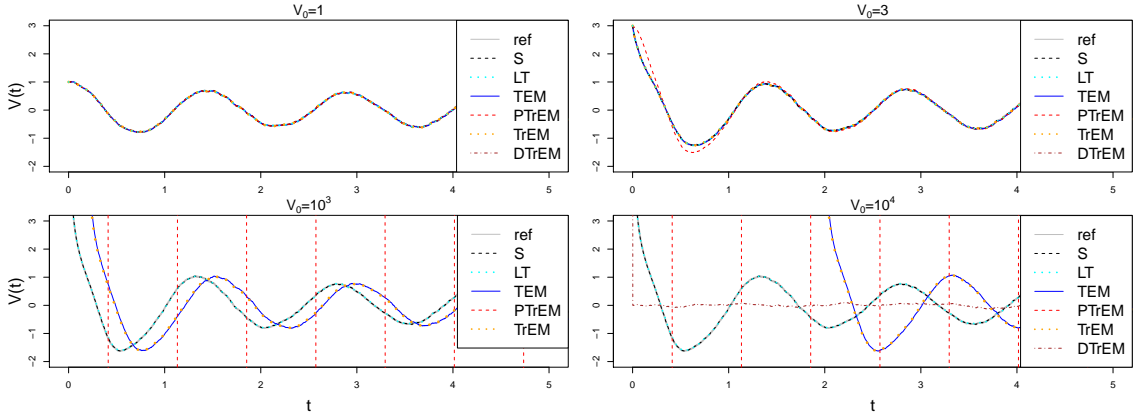 V₀=1
V(t)
3
2
1
0
−1
−2
0 1 2 3 4 5
ref
S
LT
TEM
PTrEM
TrEM
DTrEM
V₀=3
3
2
1
0
−1
−2
0 1 2 3 4 5
ref
S
LT
TEM
PTrEM
TrEM
DTrEM
V₀=10³
V(t)
3
2
1
0
−1
−2
0 1 2 3 4 5
t
ref
S
LT
TEM
PTrEM
TrEM
V₀=10⁴
3
2
1
0
−1
−2
0 1 2 3 4 5
t
ref
S
LT
TEM
PTrEM
TrEM
DTrEM